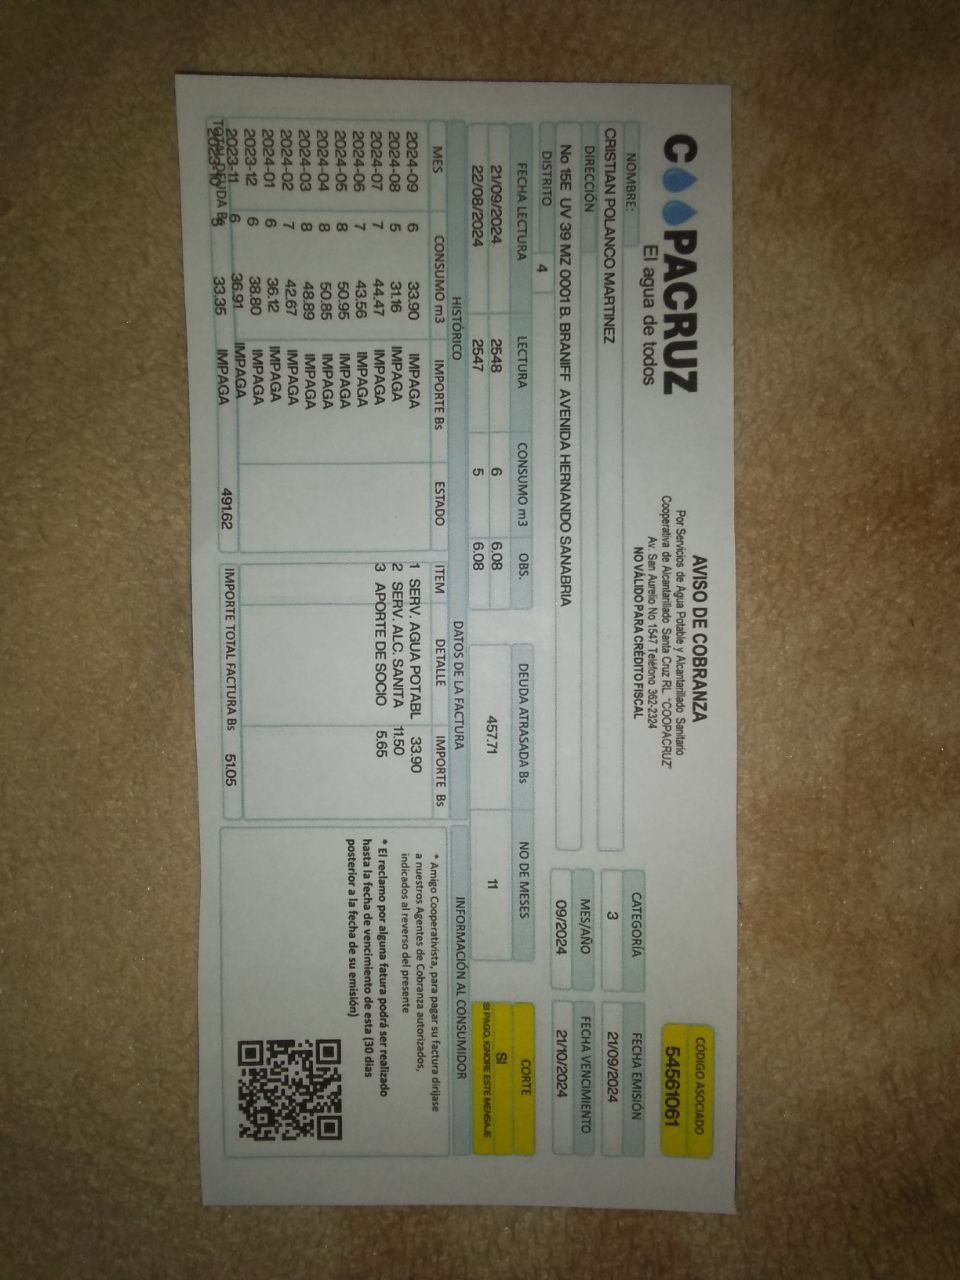 COPACRUZ
El agua de todos
AVISO DE COBRANZA
Por Servicios de Agua Potable y Alcantarillado Sanitario
Cooperativa de Alcantarillado Santa Cruz RL. "COOPACRUZ"
Av. San Aurelio No 1547 Teléfono 362-2324
NO VÁLIDO PARA CRÉDITO FISCAL
CÓDIGO ASOCIADO
54561061
NOMBRE:
CRISTIAN POLANCO MARTINEZ
CATEGORÍA
3
FECHA EMISIÓN
21/09/2024
DIRECCIÓN
No 15E UV 39 MZ 0001 B. BRANIFF AVENIDA HERNANDO SANABRIA
MES/AÑO
09/2024
FECHA VENCIMIENTO
21/10/2024
DISTRITO 4
FECHA LECTURA LECTURA CONSUMO m3 OBS.
21/09/2024 2548 6 6.08
22/08/2024 2547 5 6.08
DEUDA ATRASADA Bs NO DE MESES
457.71 11
CORTE
SI
SI PAGO, IGNORE ESTE MENSAJE
HISTÓRICO
MES CONSUMO m3 IMPORTE Bs ESTADO
2024-09 6 33.90 IMPAGA
2024-08 5 31.16 IMPAGA
2024-07 7 44.47 IMPAGA
2024-06 7 43.56 IMPAGA
2024-05 8 50.95 IMPAGA
2024-04 8 50.85 IMPAGA
2024-03 8 48.89 IMPAGA
2024-02 7 42.67 IMPAGA
2024-01 6 36.12 IMPAGA
2023-12 6 38.80 IMPAGA
2023-11 6 36.91 IMPAGA
2023-10 5 33.35 IMPAGA
TOTAL DEUDA Bs 491.62
DATOS DE LA FACTURA
ITEM DETALLE IMPORTE Bs
1 SERV. AGUA POTABL 33.90
2 SERV. ALC. SANITA 11.50
3 APORTE DE SOCIO 5.65
IMPORTE TOTAL FACTURA Bs 51.05
INFORMACIÓN AL CONSUMIDOR
* Amigo Cooperativista, para pagar su factura diríjase
a nuestros Agentes de Cobranza autorizados,
indicados al reverso del presente
* El reclamo por alguna fatura podrá ser realizado
hasta la fecha de vencimiento de esta (30 dias
posterior a la fecha de su emisión)